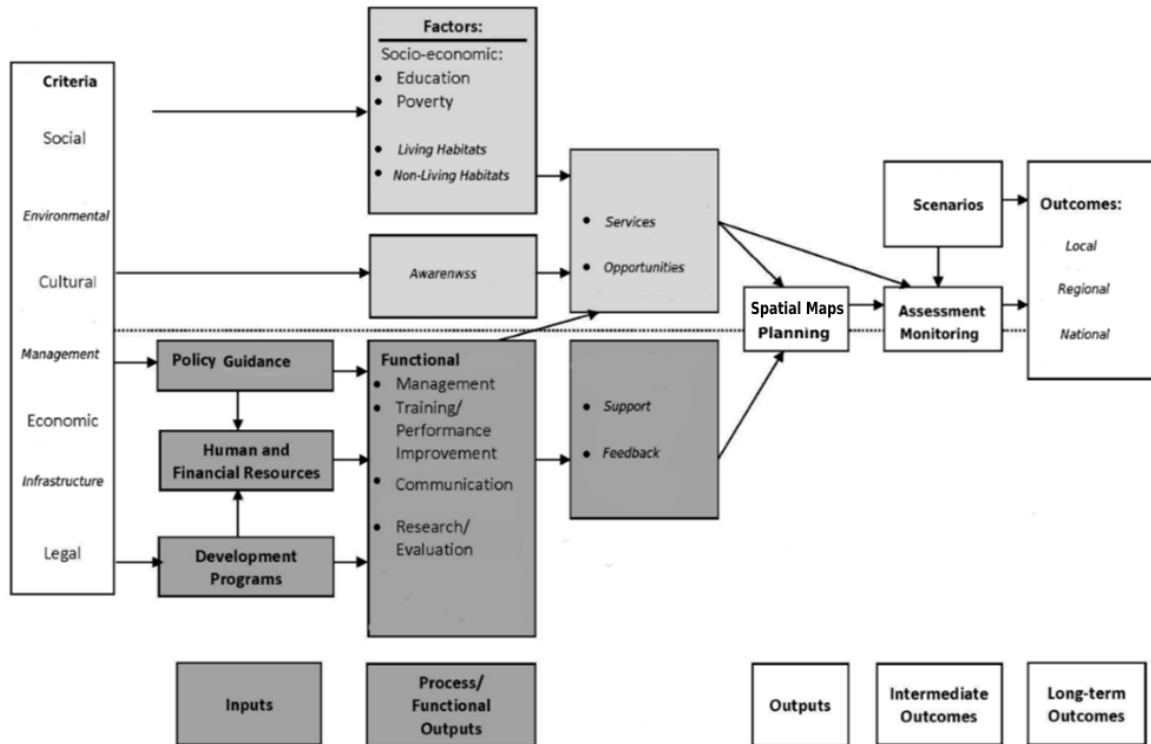 Criteria
Social
Environmental
Cultural
Management
Economic
Infrastructure
Legal
Factors:
Socio-economic:
• Education
• Poverty
• Living Habitats
• Non-Living Habitats
Awarenwss
Policy Guidance
Human and
Financial Resources
Development
Programs
Functional
• Management
• Training/
Performance
Improvement
• Communication
• Research/
Evaluation
• Services
• Opportunities
• Support
• Feedback
Spatial Maps
Planning
Scenarios
Assessment
Monitoring
Outcomes:
Local
Regional
National
Inputs
Process/
Functional
Outputs
Outputs
Intermediate
Outcomes
Long-term
Outcomes